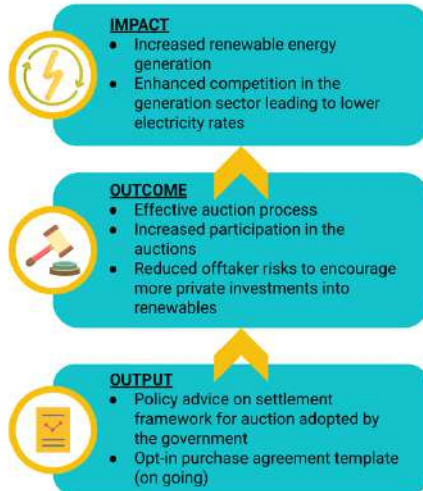 IMPACT
● Increased renewable energy
generation
● Enhanced competition in the
generation sector leading to lower
electricity rates
OUTCOME
● Effective auction process
● Increased participation in the
auctions
● Reduced offtaker risks to encourage
more private investments into
renewables
OUTPUT
● Policy advice on settlement
framework for auction adopted by
the government
● Opt-in purchase agreement template
(on going)